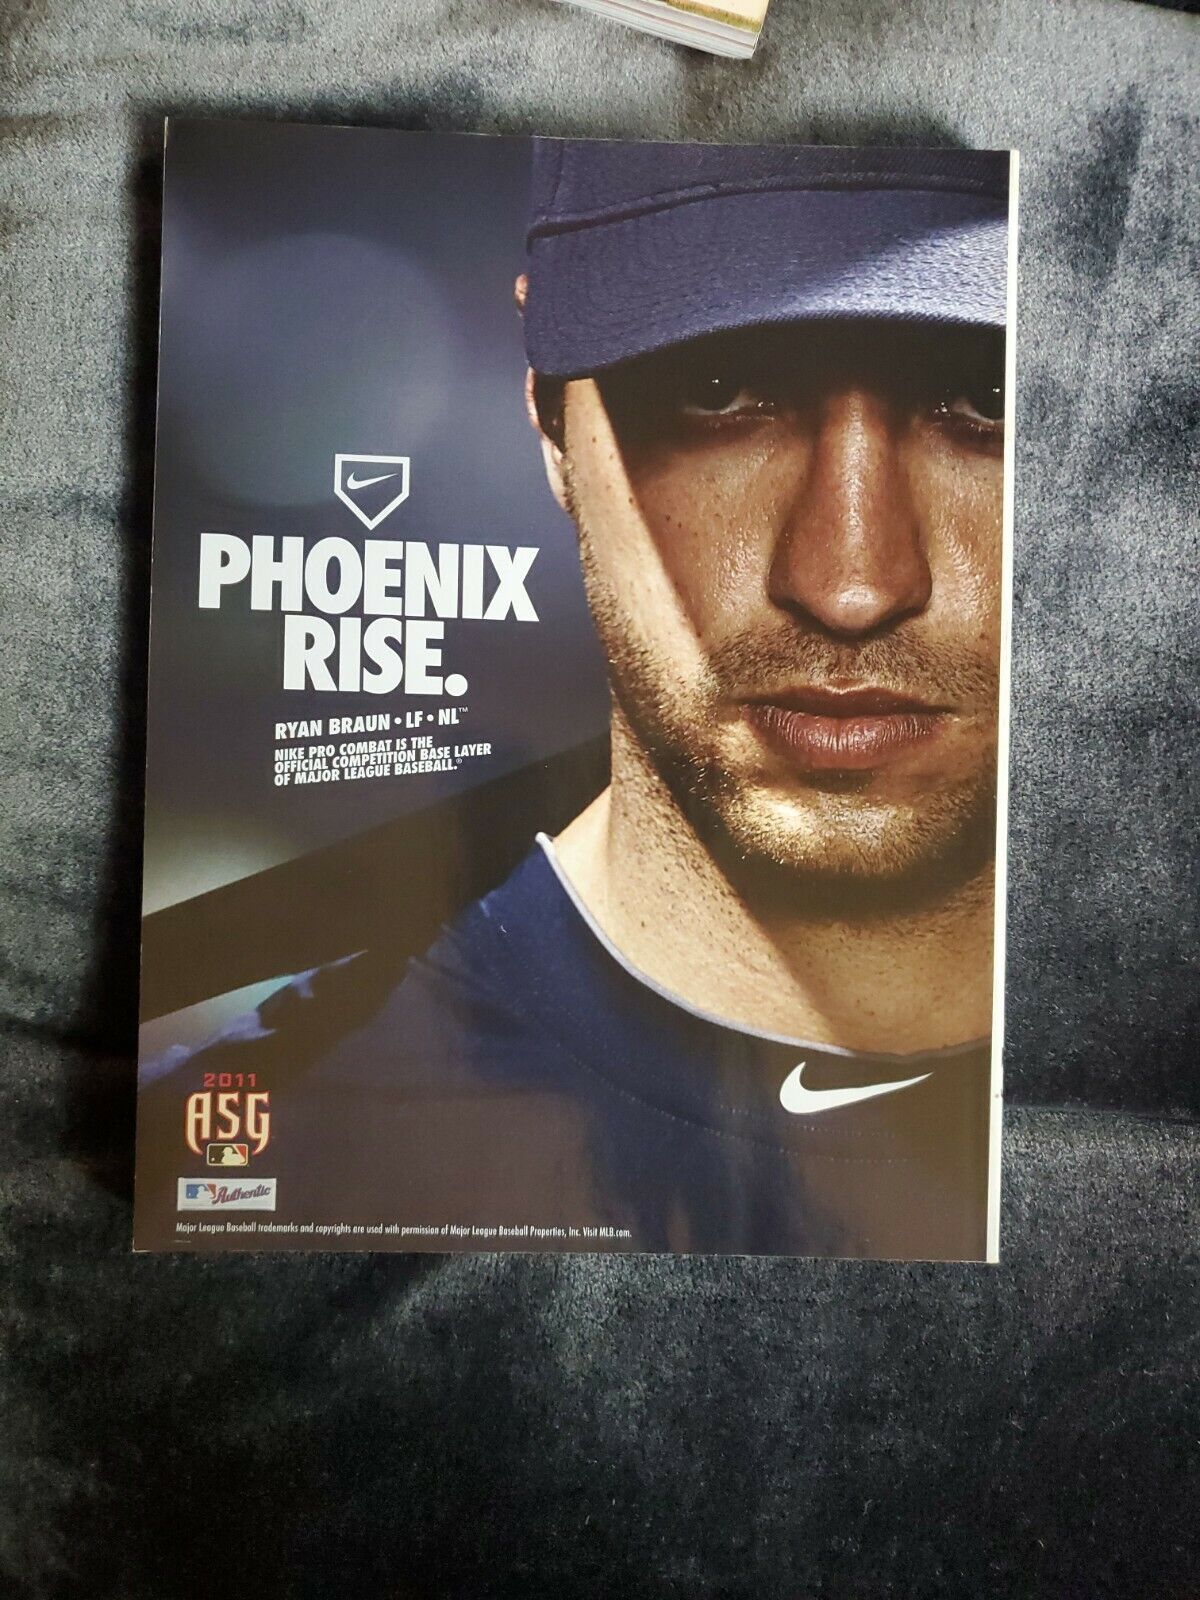 PHOENIX
RISE.
RYAN BRAUN • LF • NL™
NIKE PRO COMBAT IS THE
OFFICIAL COMPETITION BASE LAYER
OF MAJOR LEAGUE BASEBALL.®
2011
ASG
Authentic
Major League Baseball trademarks and copyrights are used with permission of Major League Baseball Properties, Inc. Visit MLB.com.